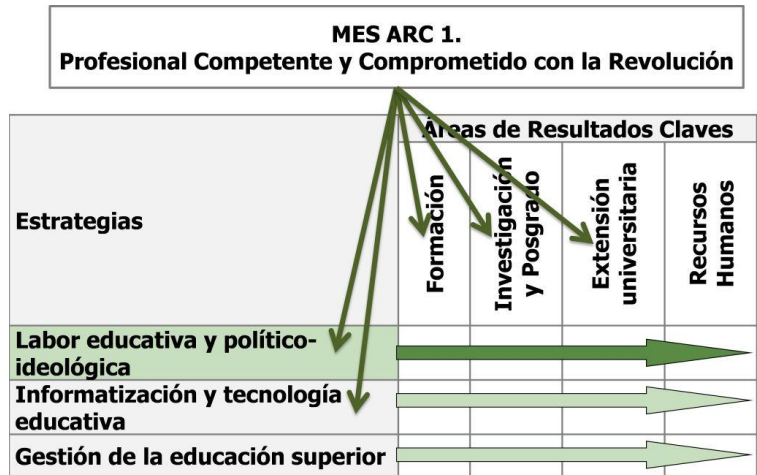 MES ARC 1.
Profesional Competente y Comprometido con la Revolución
Áreas de Resultados Claves
Estrategias
Formación
Investigación
y Posgrado
Extensión
universitaria
Recursos
Humanos
Labor educativa y político-
ideológica
Informatización y tecnología
educativa
Gestión de la educación superior